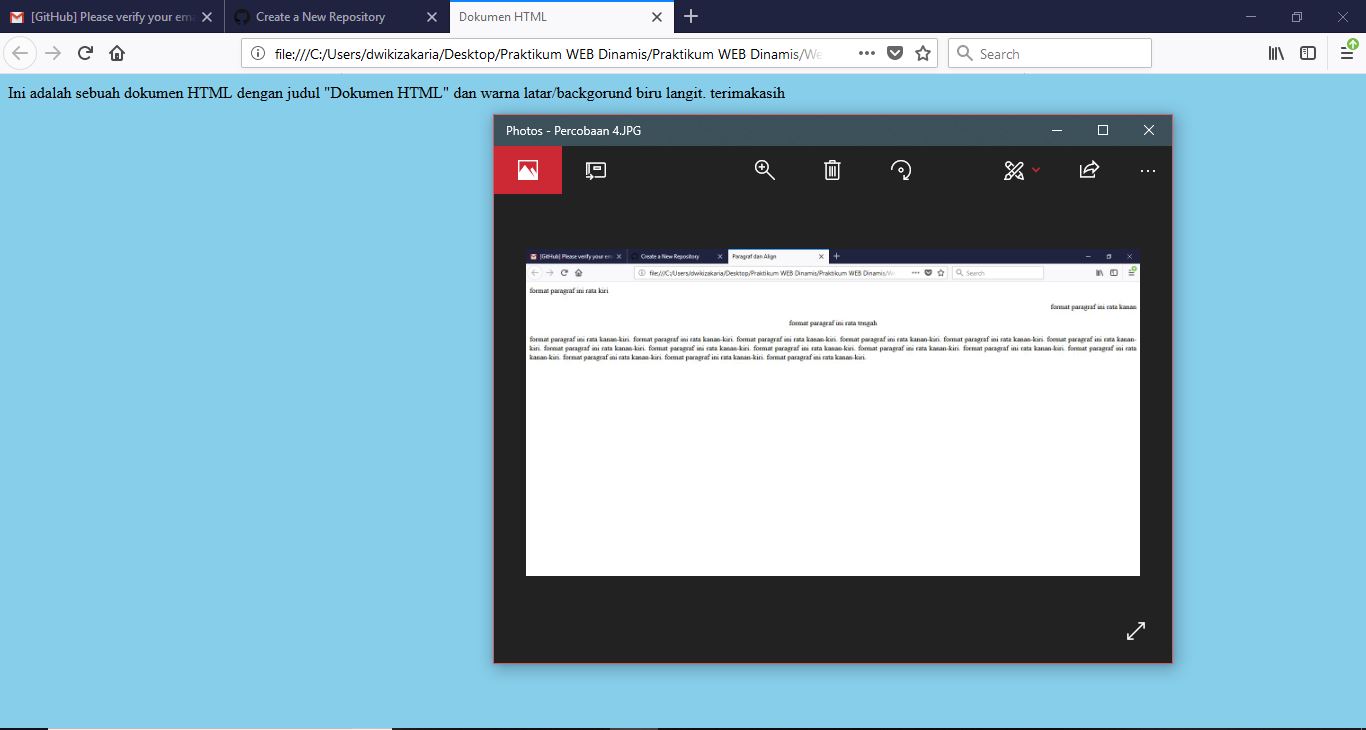 [GitHub] Please verify your em
Create a New Repository
Dokumen HTML
file:///C:/Users/dwikizakaria/Desktop/Praktikum WEB Dinamis/Praktikum WEB Dinamis/We
Search
Ini adalah sebuah dokumen HTML dengan judul "Dokumen HTML" dan warna latar/backgorund biru langit. terimakasih
Photos - Percobaan 4.JPG
[GitHub] Please verify your em
Create a New Repository
Paragraf dan Align
file:///C:/Users/dwikizakaria/Desktop/Praktikum WEB Dinamis/Praktikum WEB Dinamis/We
Search
format paragraf ini rata kiri
format paragraf ini rata kanan
format paragraf ini rata tengah
format paragraf ini rata kanan-kiri. format paragraf ini rata kanan-kiri. format paragraf ini rata kanan-kiri. format paragraf ini rata kanan-kiri. format paragraf ini rata kanan-kiri. format paragraf ini rata kanan-
kiri. format paragraf ini rata kanan-kiri. format paragraf ini rata kanan-kiri. format paragraf ini rata kanan-kiri. format paragraf ini rata kanan-kiri. format paragraf ini rata kanan-kiri. format paragraf ini rata
kanan-kiri. format paragraf ini rata kanan-kiri. format paragraf ini rata kanan-kiri. format paragraf ini rata kanan-kiri.